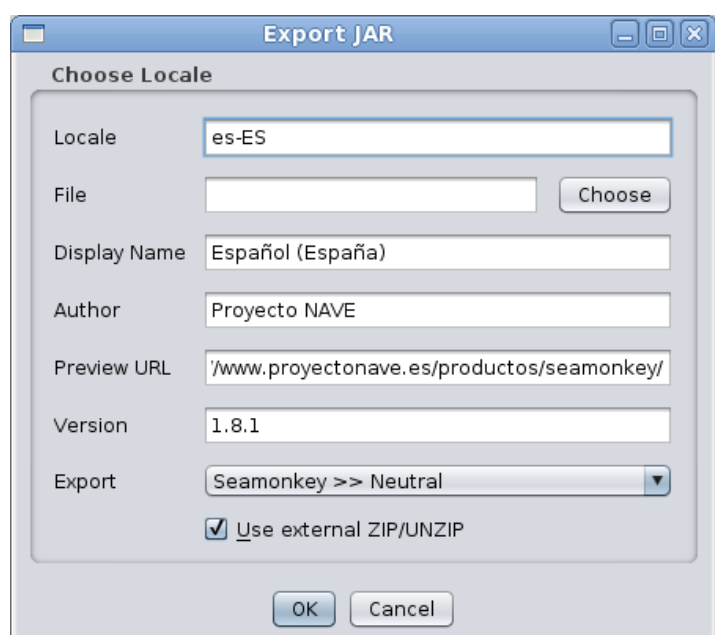 Export JAR
Choose Locale
Locale es-ES
File Choose
Display Name Español (España)
Author Proyecto NAVE
Preview URL /www.proyectonave.es/productos/seamonkey/
Version 1.8.1
Export Seamonkey >> Neutral
Use external ZIP/UNZIP
OK Cancel